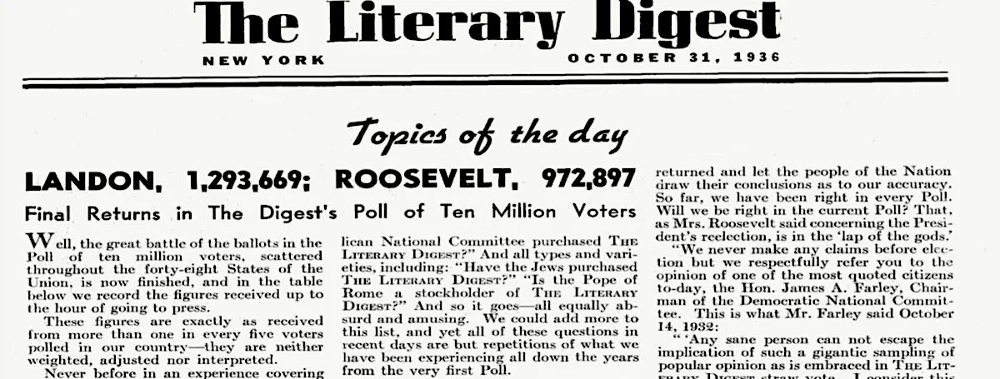 The Literary Digest
NEW YORK
OCTOBER 31, 1936
Topics of the day
LANDON, 1,293,669; ROOSEVELT, 972,897
Final Returns in The Digest's Poll of Ten Million Voters
Well, the great battle of the ballots in the
Poll of ten million voters, scattered
throughout the forty-eight States of the
Union, is now finished, and in the table
below we record the figures received up to
the hour of going to press.
These figures are exactly as received
from more than one in every five voters
polled in our country—they are neither
weighted, adjusted nor interpreted.
Never before in an experience covering
lican National Committee purchased THE
LITERARY DIGEST?" And all types and vari-
eties, including: "Have the Jews purchased
THE LITERARY DIGEST?" "Is the Pope of
Rome a stockholder of THE LITERARY
DIGEST?" And so it goes—all equally ab-
surd and amusing. We could add more to
this list, and yet all of these questions in
recent days are but repetitions of what we
have been experiencing all down the years
from the very first Poll.
returned and let the people of the Nation
draw their conclusions as to our accuracy.
So far, we have been right in every Poll.
Will we be right in the current Poll? That,
as Mrs. Roosevelt said concerning the Presi-
dent's reelection, is in the 'lap of the gods.'
"We never make any claims before elec-
tion but we respectfully refer you to the
opinion of one of the most quoted citizens
to-day, the Hon. James A. Farley, Chair-
man of the Democratic National Commit-
tee. This is what Mr. Farley said October
14, 1932:
"'Any sane person can not escape the
implication of such a gigantic sampling of
popular opinion as is embraced in THE LIT-
ERARY DIGEST straw vote. I consider this